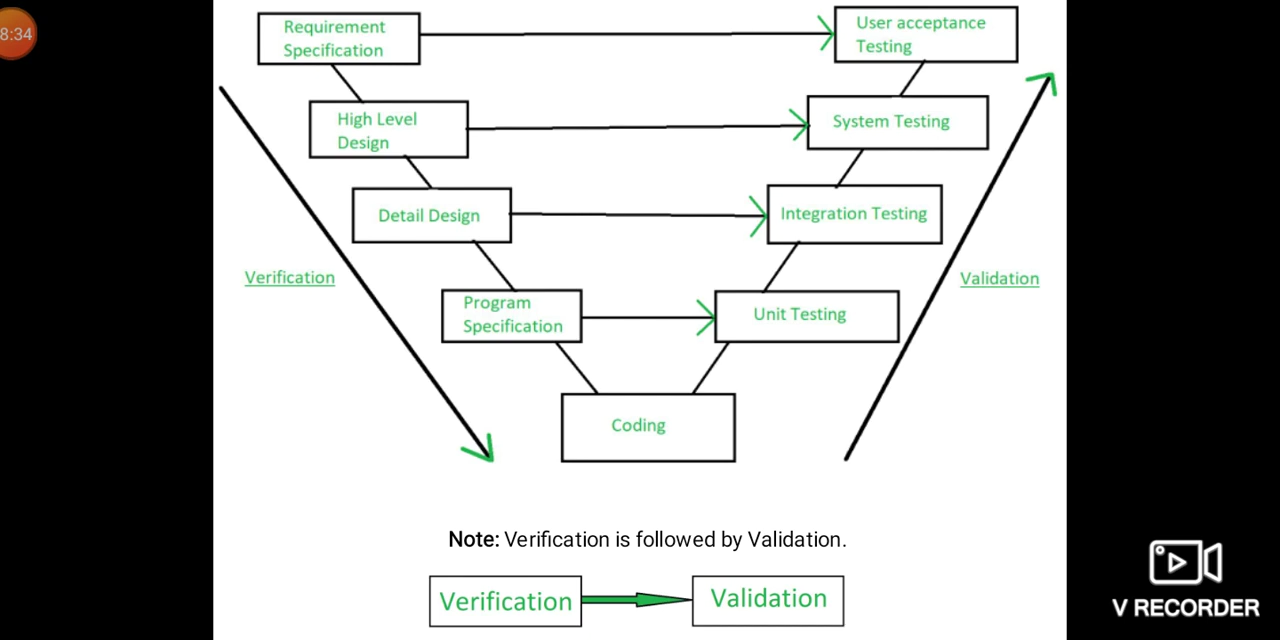 8:34
Requirement
Specification
User acceptance
Testing
High Level
Design
System Testing
Detail Design
Integration Testing
Verification
Validation
Program
Specification
Unit Testing
Coding
Note: Verification is followed by Validation.
Verification
Validation
V RECORDER